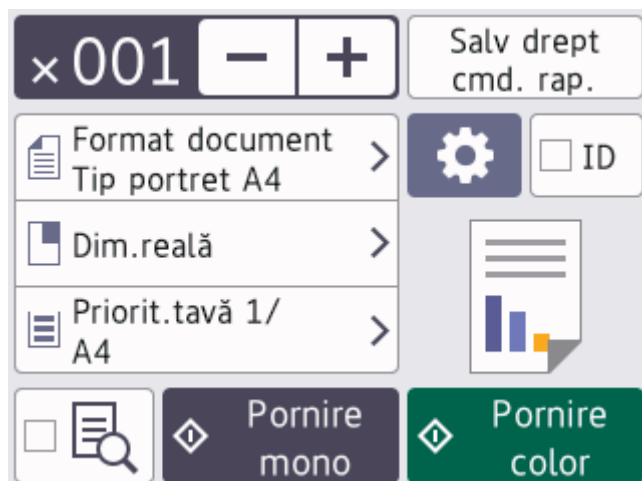 ×001 − +
Salv drept
cmd. rap.
Format document
Tip portret A4
ID
Dim.reală
Priorit.tavă 1/
A4
Pornire
mono
Pornire
color